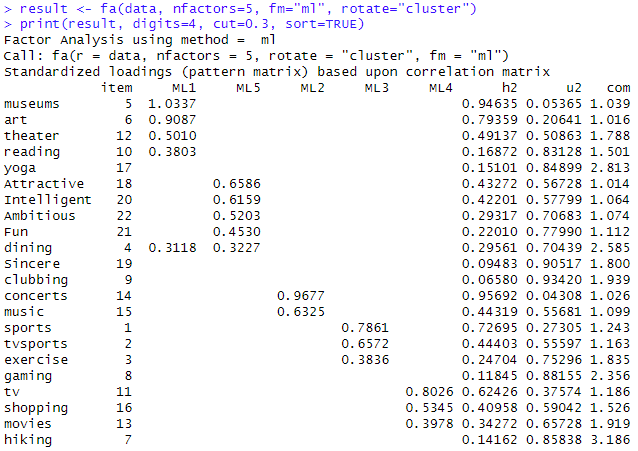 > result <- fa(data, nfactors=5, fm="ml", rotate="cluster")
> print(result, digits=4, cut=0.3, sort=TRUE)
Factor Analysis using method =  ml
Call: fa(r = data, nfactors = 5, rotate = "cluster", fm = "ml")
Standardized loadings (pattern matrix) based upon correlation matrix
            item    ML1    ML5    ML2    ML3    ML4      h2      u2   com
museums        5 1.0337                             0.94635 0.05365 1.039
art            6 0.9087                             0.79359 0.20641 1.016
theater       12 0.5010                             0.49137 0.50863 1.788
reading       10 0.3803                             0.16872 0.83128 1.501
yoga          17                                    0.15101 0.84899 2.813
Attractive    18        0.6586                      0.43272 0.56728 1.014
Intelligent   20        0.6159                      0.42201 0.57799 1.064
Ambitious     22        0.5203                      0.29317 0.70683 1.074
Fun           21        0.4530                      0.22010 0.77990 1.112
dining         4 0.3118 0.3227                      0.29561 0.70439 2.585
Sincere       19                                    0.09483 0.90517 1.800
clubbing       9                                    0.06580 0.93420 1.939
concerts      14               0.9677               0.95692 0.04308 1.026
music         15               0.6325               0.44319 0.55681 1.099
sports         1                      0.7861        0.72695 0.27305 1.243
tvsports       2                      0.6572        0.44403 0.55597 1.163
exercise       3                      0.3836        0.24704 0.75296 1.835
gaming         8                                    0.11845 0.88155 2.356
tv            11                             0.8026 0.62426 0.37574 1.186
shopping      16                             0.5345 0.40958 0.59042 1.526
movies        13                             0.3978 0.34272 0.65728 1.919
hiking         7                                    0.14162 0.85838 3.186